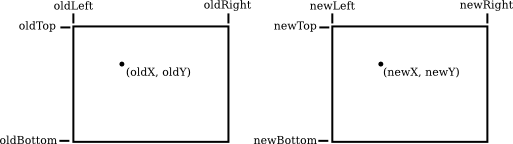 oldLeft
oldRight
oldTop
(oldX, oldY)
oldBottom
newLeft
newRight
newTop
(newX, newY)
newBottom